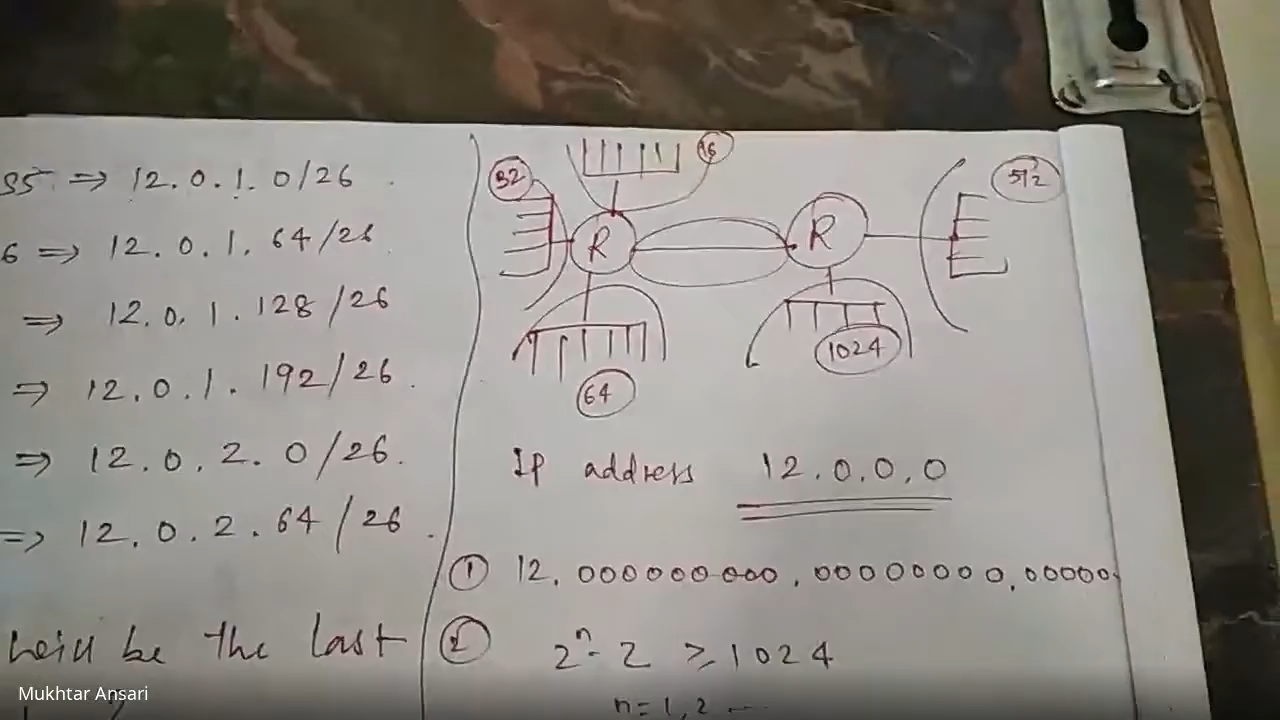 35 ⇒ 12.0.1.0/26
6 ⇒ 12.0.1.64/26
⇒ 12.0.1.128/26
⇒ 12.0.1.192/26.
⇒ 12.0.2.0/26.
⇒ 12.0.2.64/26.
will be the last
32
16
512
R
R
64
1024
IP address 12.0.0.0
① 12.000000000.00000000.00000
② 2ⁿ-2 ≥ 1024
n=1,2 —
Mukhtar Ansari